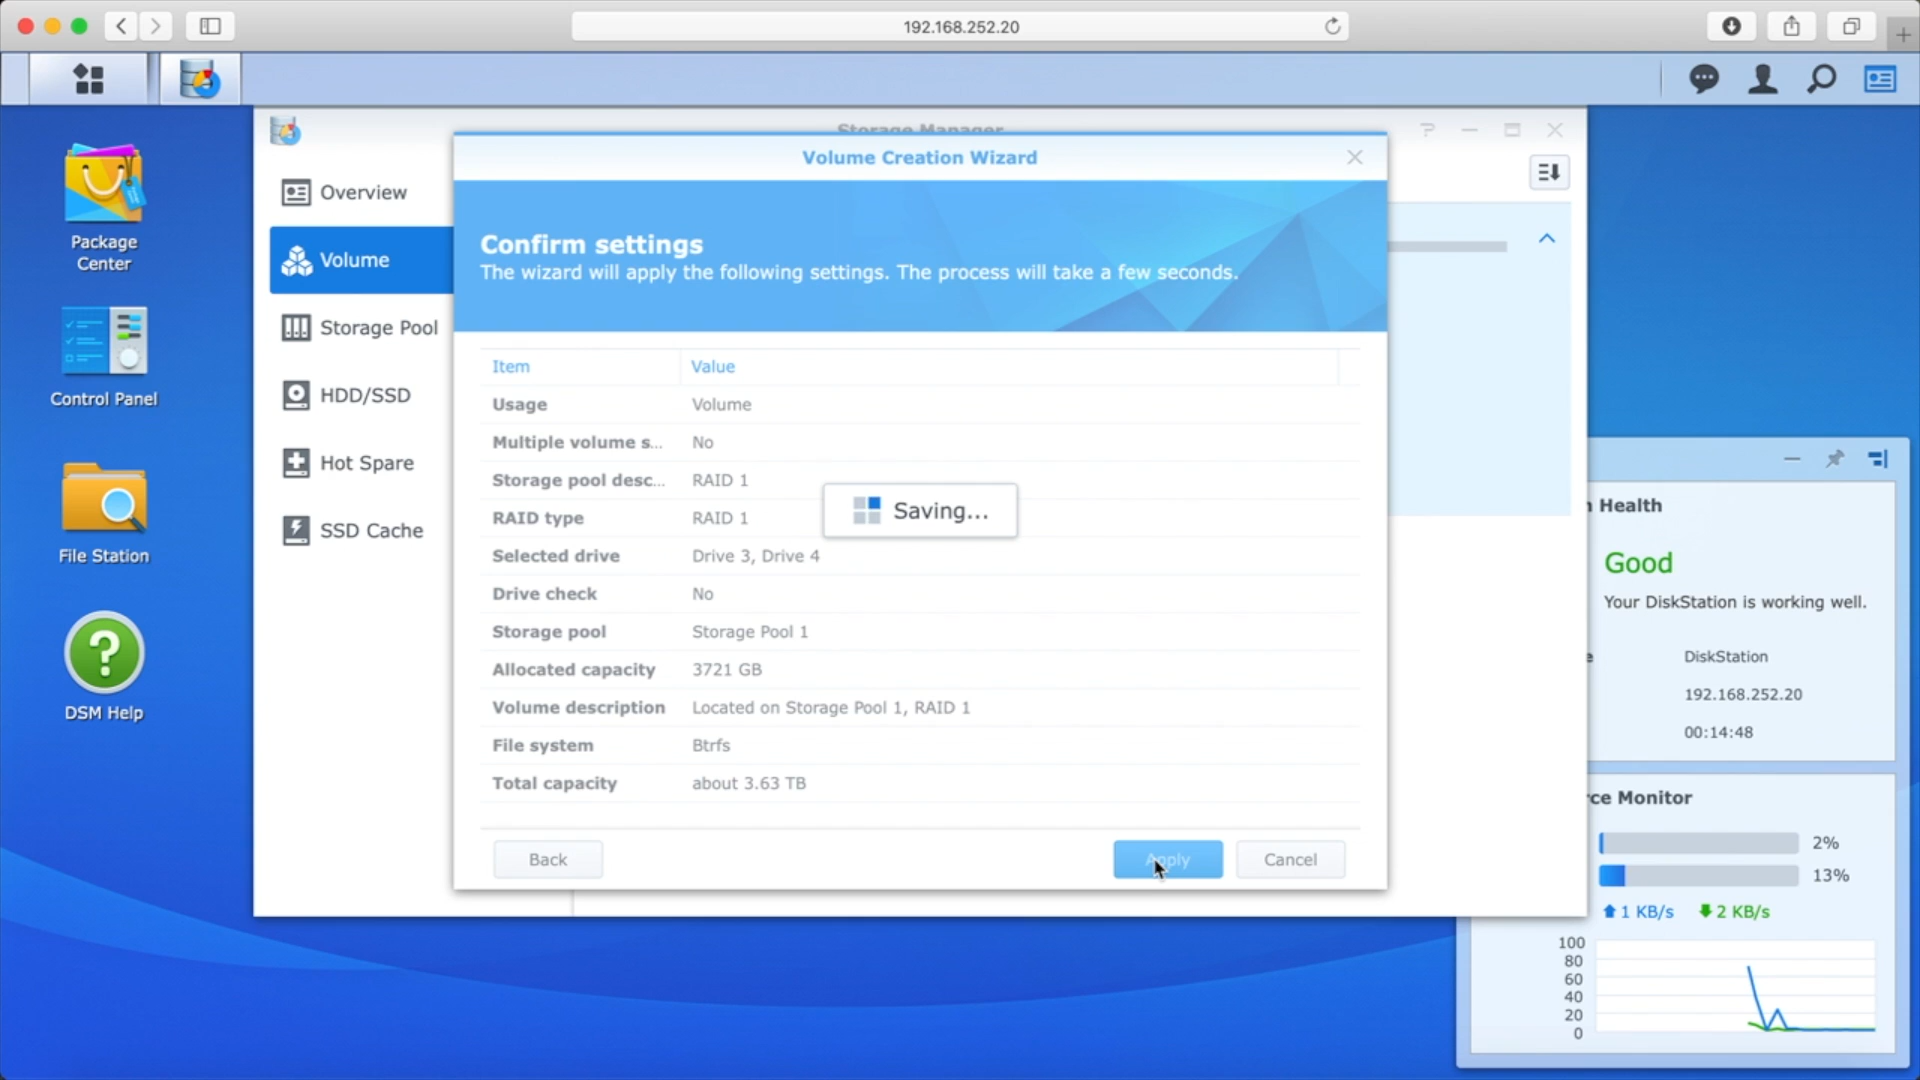 192.168.252.20
Package
Center
Control Panel
File Station
DSM Help
Storage Manager
Overview
Volume
Storage Pool
HDD/SSD
Hot Spare
SSD Cache
Volume Creation Wizard
Confirm settings
The wizard will apply the following settings. The process will take a few seconds.
Item Value
Usage Volume
Multiple volume s... No
Storage pool desc... RAID 1
RAID type RAID 1
Selected drive Drive 3, Drive 4
Drive check No
Storage pool Storage Pool 1
Allocated capacity 3721 GB
Volume description Located on Storage Pool 1, RAID 1
File system Btrfs
Total capacity about 3.63 TB
Saving...
Back Apply Cancel
Health
Good
Your DiskStation is working well.
DiskStation
192.168.252.20
00:14:48
Monitor
2%
13%
1 KB/s 2 KB/s
100
80
60
40
20
0